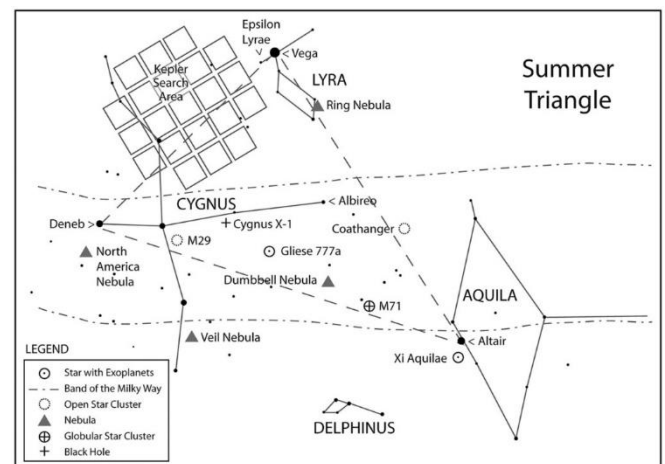 Epsilon
Lyrae
< Vega
Summer
Triangle
Kepler
Search
Area
LYRA
Ring Nebula
CYGNUS
< Albireo
Deneb >
Cygnus X-1
Coathanger
M29
North
America
Nebula
Gliese 777a
Dumbbell Nebula
AQUILA
M71
Veil Nebula
< Altair
Xi Aquilae
LEGEND
Star with Exoplanets
Band of the Milky Way
Open Star Cluster
Nebula
Globular Star Cluster
Black Hole
DELPHINUS